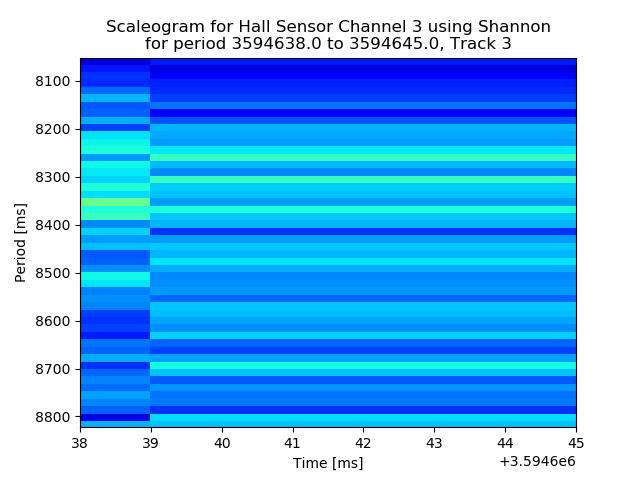 Scaleogram for Hall Sensor Channel 3 using Shannon
for period 3594638.0 to 3594645.0, Track 3
8100
8200
8300
8400
8500
8600
8700
8800
Period [ms]
38 39 40 41 42 43 44 45
Time [ms]
+3.5946e6